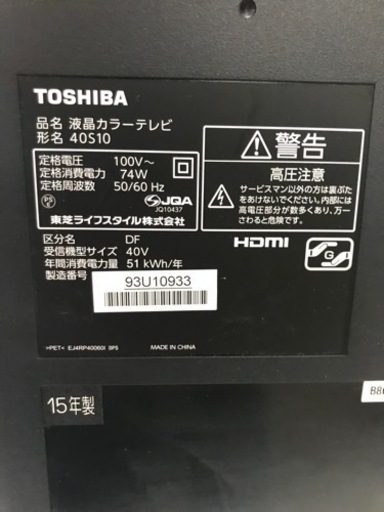 TOSHIBA
品名 液晶カラーテレビ
形名 40S10
定格電圧 100V～
定格消費電力 74W
定格周波数 50/60 Hz
PS E
JQA
JQ10437
東芝ライフスタイル株式会社
区分名 DF
受信機型サイズ 40V
年間消費電力量 51 kWh/年
製造番号
93U10933
>PET< EJ4RP40060I SPS MADE IN CHINA
警告
高圧注意
サービスマン以外の方は裏ぶた
をあけないでください。内部には
高電圧部分が数多くあり、万一
さわると危険です。
HDMI
G
15年製